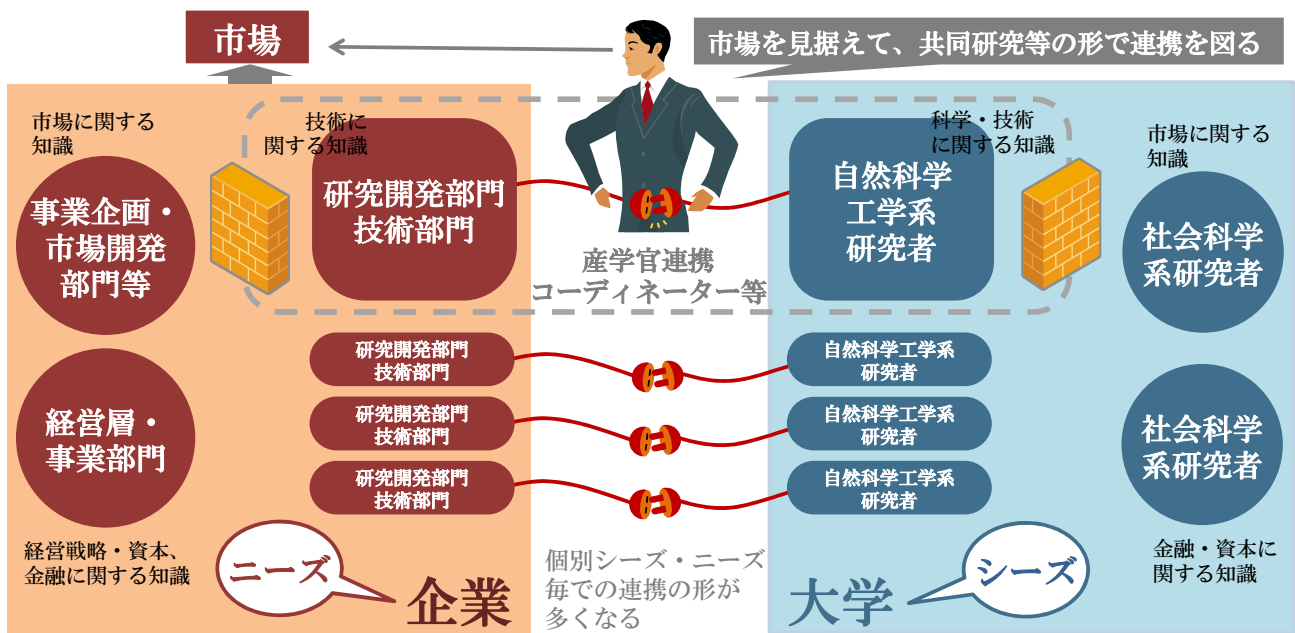 市場
市場を見据えて、共同研究等の形で連携を図る
市場に関する
知識
技術に
関する知識
科学・技術
に関する知識
市場に関する
知識
事業企画・
市場開発
部門等
研究開発部門
技術部門
自然科学
工学系
研究者
社会科学
系研究者
産学官連携
コーディネーター等
研究開発部門
技術部門
自然科学工学系
研究者
経営層・
事業部門
研究開発部門
技術部門
自然科学工学系
研究者
社会科学
系研究者
研究開発部門
技術部門
自然科学工学系
研究者
経営戦略・資本、
金融に関する知識
ニーズ
企業
個別シーズ・ニーズ
毎での連携の形が
多くなる
大学
シーズ
金融・資本に
関する知識